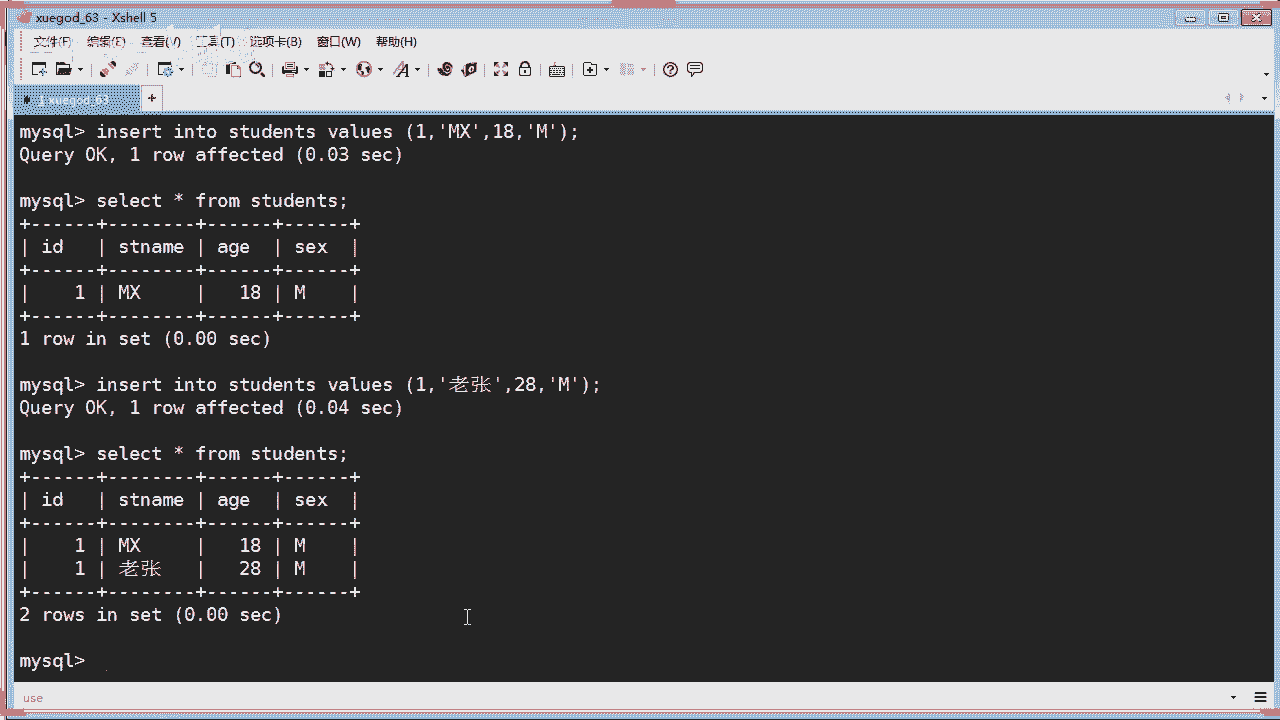 xuegod_63 - Xshell 5
文件(F) 编辑(E) 查看(V) 工具(T) 选项卡(B) 窗口(W) 帮助(H)
1 xuegod_63 +
mysql> insert into students values (1,'MX',18,'M');
Query OK, 1 row affected (0.03 sec)
mysql> select * from students;
+------+--------+------+------+
| id   | stname | age  | sex  |
+------+--------+------+------+
|    1 | MX     |   18 | M    |
+------+--------+------+------+
1 row in set (0.00 sec)
mysql> insert into students values (1,'老张',28,'M');
Query OK, 1 row affected (0.04 sec)
mysql> select * from students;
+------+--------+------+------+
| id   | stname | age  | sex  |
+------+--------+------+------+
|    1 | MX     |   18 | M    |
|    1 | 老张   |   28 | M    |
+------+--------+------+------+
2 rows in set (0.00 sec)
mysql>
use